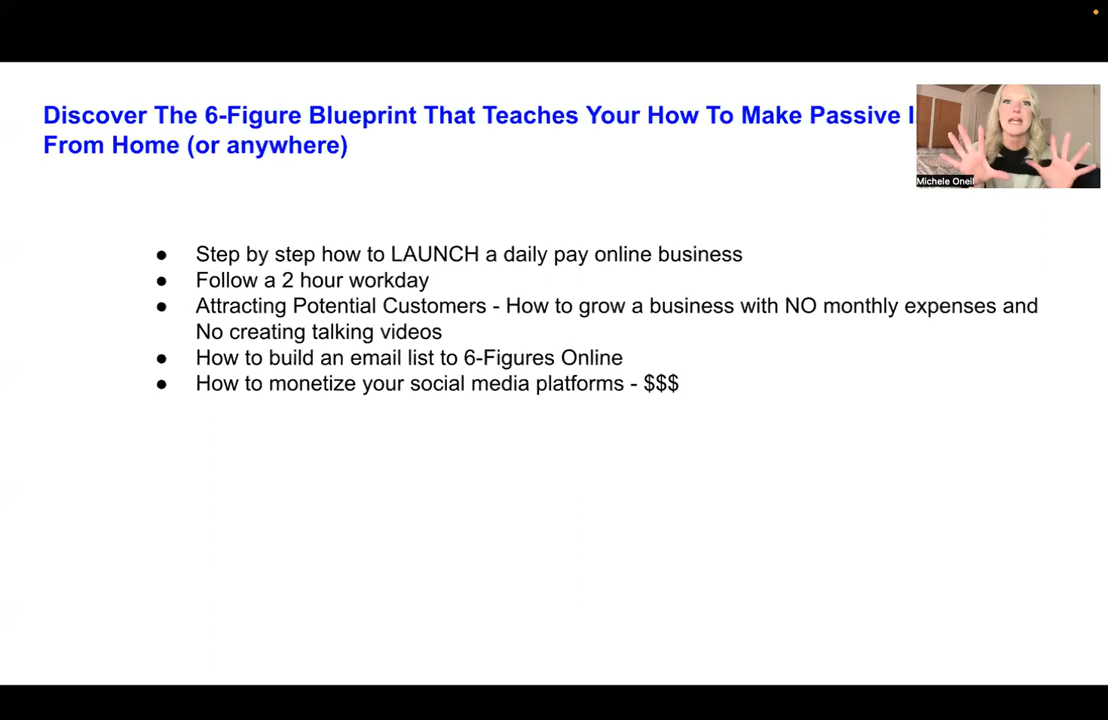 Discover The 6-Figure Blueprint That Teaches Your How To Make Passive I
From Home (or anywhere)
Michele Oneil
● Step by step how to LAUNCH a daily pay online business
● Follow a 2 hour workday
● Attracting Potential Customers - How to grow a business with NO monthly expenses and
No creating talking videos
● How to build an email list to 6-Figures Online
● How to monetize your social media platforms - $$$